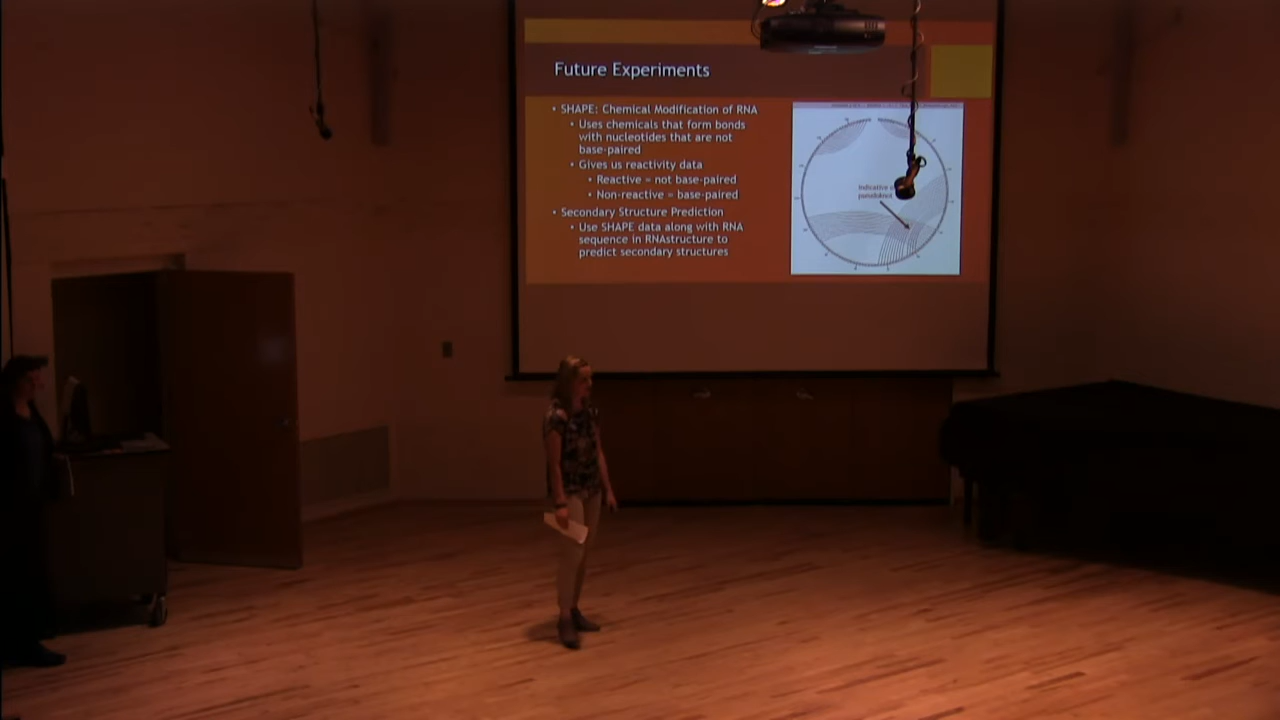 Future Experiments
• SHAPE: Chemical Modification of RNA
• Uses chemicals that form bonds
with nucleotides that are not
base-paired
• Gives us reactivity data
• Reactive = not base-paired
• Non-reactive = base-paired
• Secondary Structure Prediction
• Use SHAPE data along with RNA
sequence in RNAstructure to
predict secondary structures
Indicative
pseudoknot